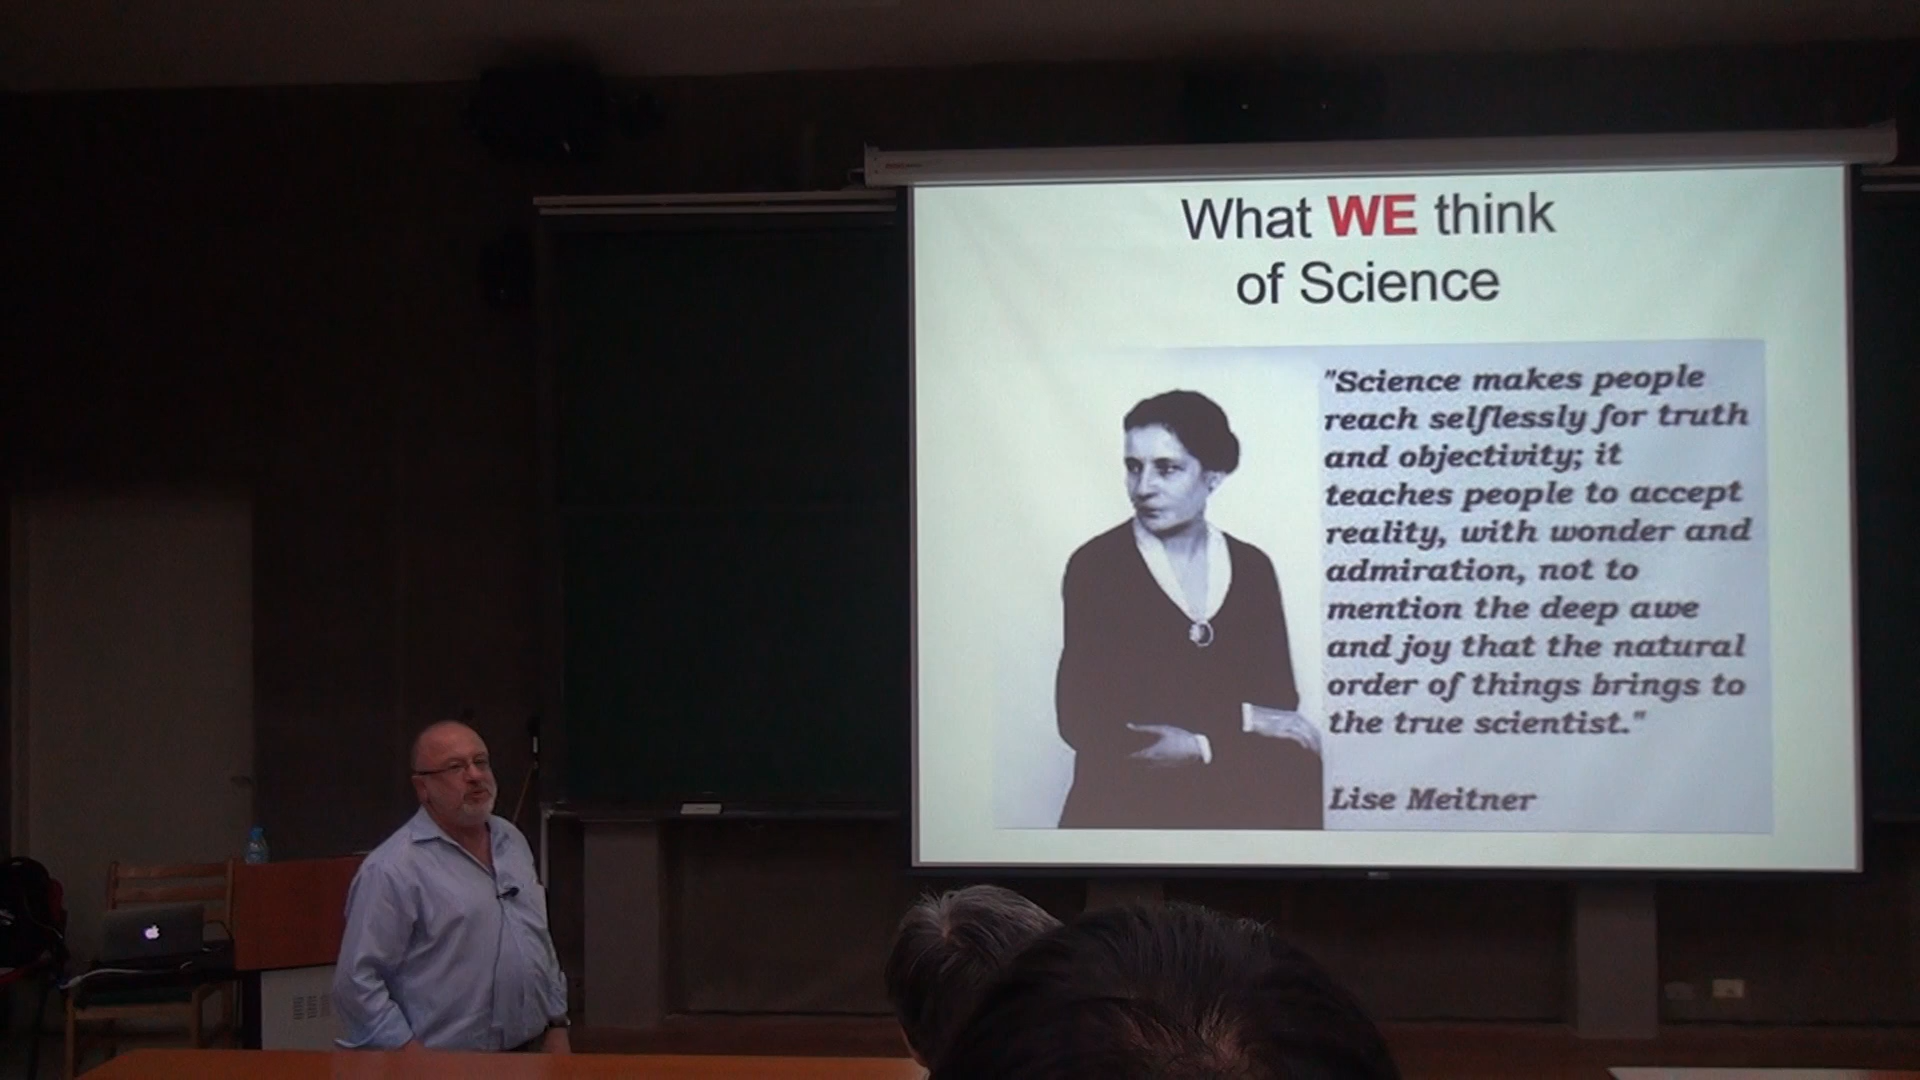 What WE think
of Science
"Science makes people
reach selflessly for truth
and objectivity; it
teaches people to accept
reality, with wonder and
admiration, not to
mention the deep awe
and joy that the natural
order of things brings to
the true scientist."
Lise Meitner